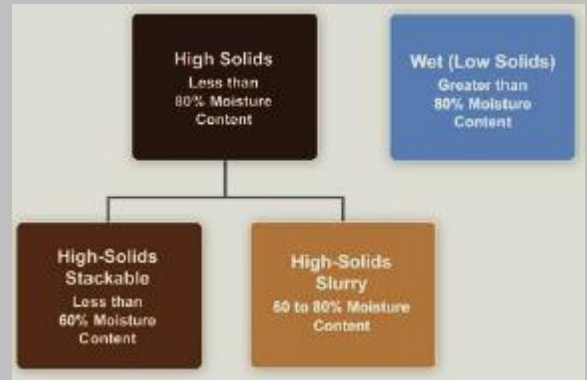 High Solids
Less than
80% Moisture
Content
Wet (Low Solids)
Greater than
80% Moisture
Content
High-Solids
Stackable
Less than
60% Moisture
Content
High-Solids
Slurry
60 to 80% Moisture
Content